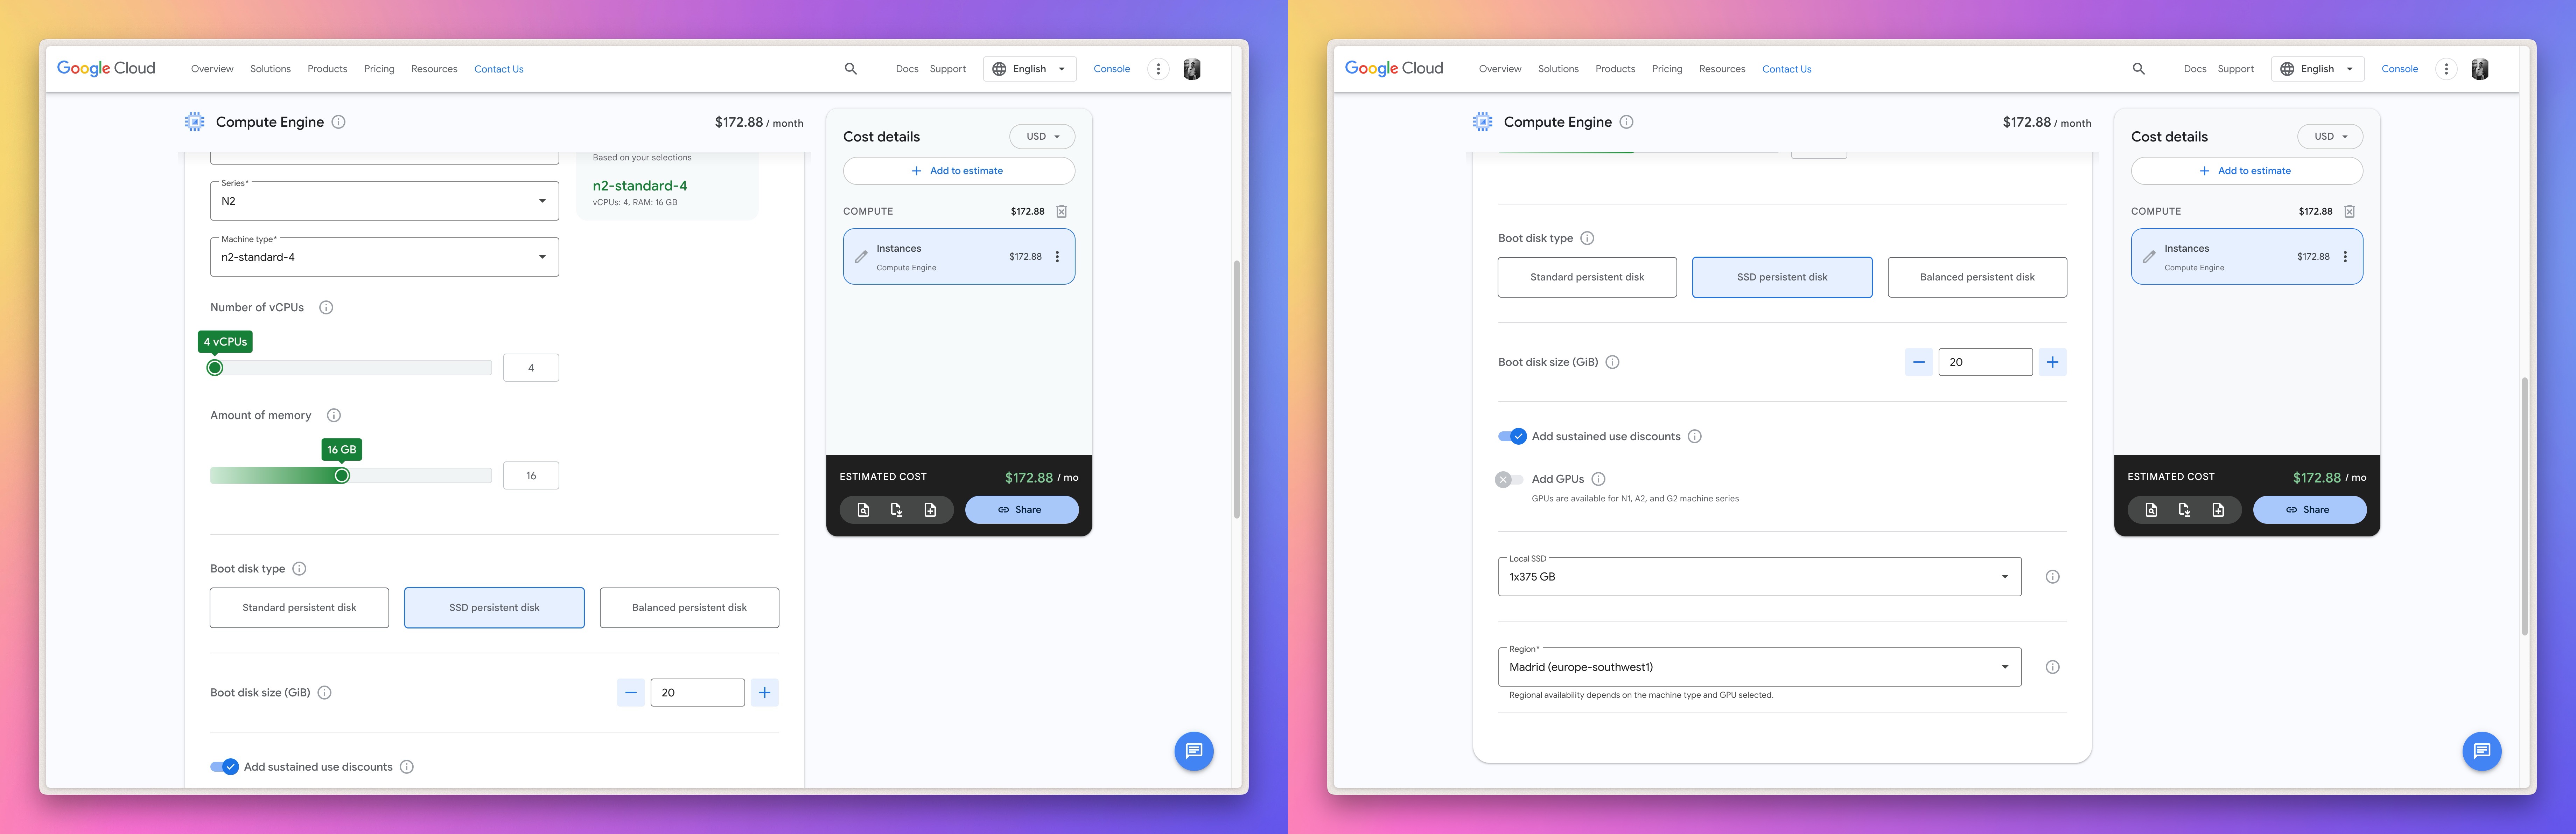 Google Cloud
Overview Solutions Products Pricing Resources Contact Us
Docs Support English Console
Compute Engine
$172.88 / month
Based on your selections
n2-standard-4
vCPUs: 4, RAM: 16 GB
Series*
N2
Machine type*
n2-standard-4
Number of vCPUs
4 vCPUs
4
Amount of memory
16 GB
16
Boot disk type
Standard persistent disk
SSD persistent disk
Balanced persistent disk
Boot disk size (GiB)
20
Add sustained use discounts
Cost details
USD
Add to estimate
COMPUTE $172.88
Instances
Compute Engine
$172.88
ESTIMATED COST $172.88 / mo
Share
Google Cloud
Overview Solutions Products Pricing Resources Contact Us
Docs Support English Console
Compute Engine
$172.88 / month
Boot disk type
Standard persistent disk
SSD persistent disk
Balanced persistent disk
Boot disk size (GiB)
20
Add sustained use discounts
Add GPUs
GPUs are available for N1, A2, and G2 machine series
Local SSD
1x375 GB
Region*
Madrid (europe-southwest1)
Regional availability depends on the machine type and GPU selected.
Cost details
USD
Add to estimate
COMPUTE $172.88
Instances
Compute Engine
$172.88
ESTIMATED COST $172.88 / mo
Share